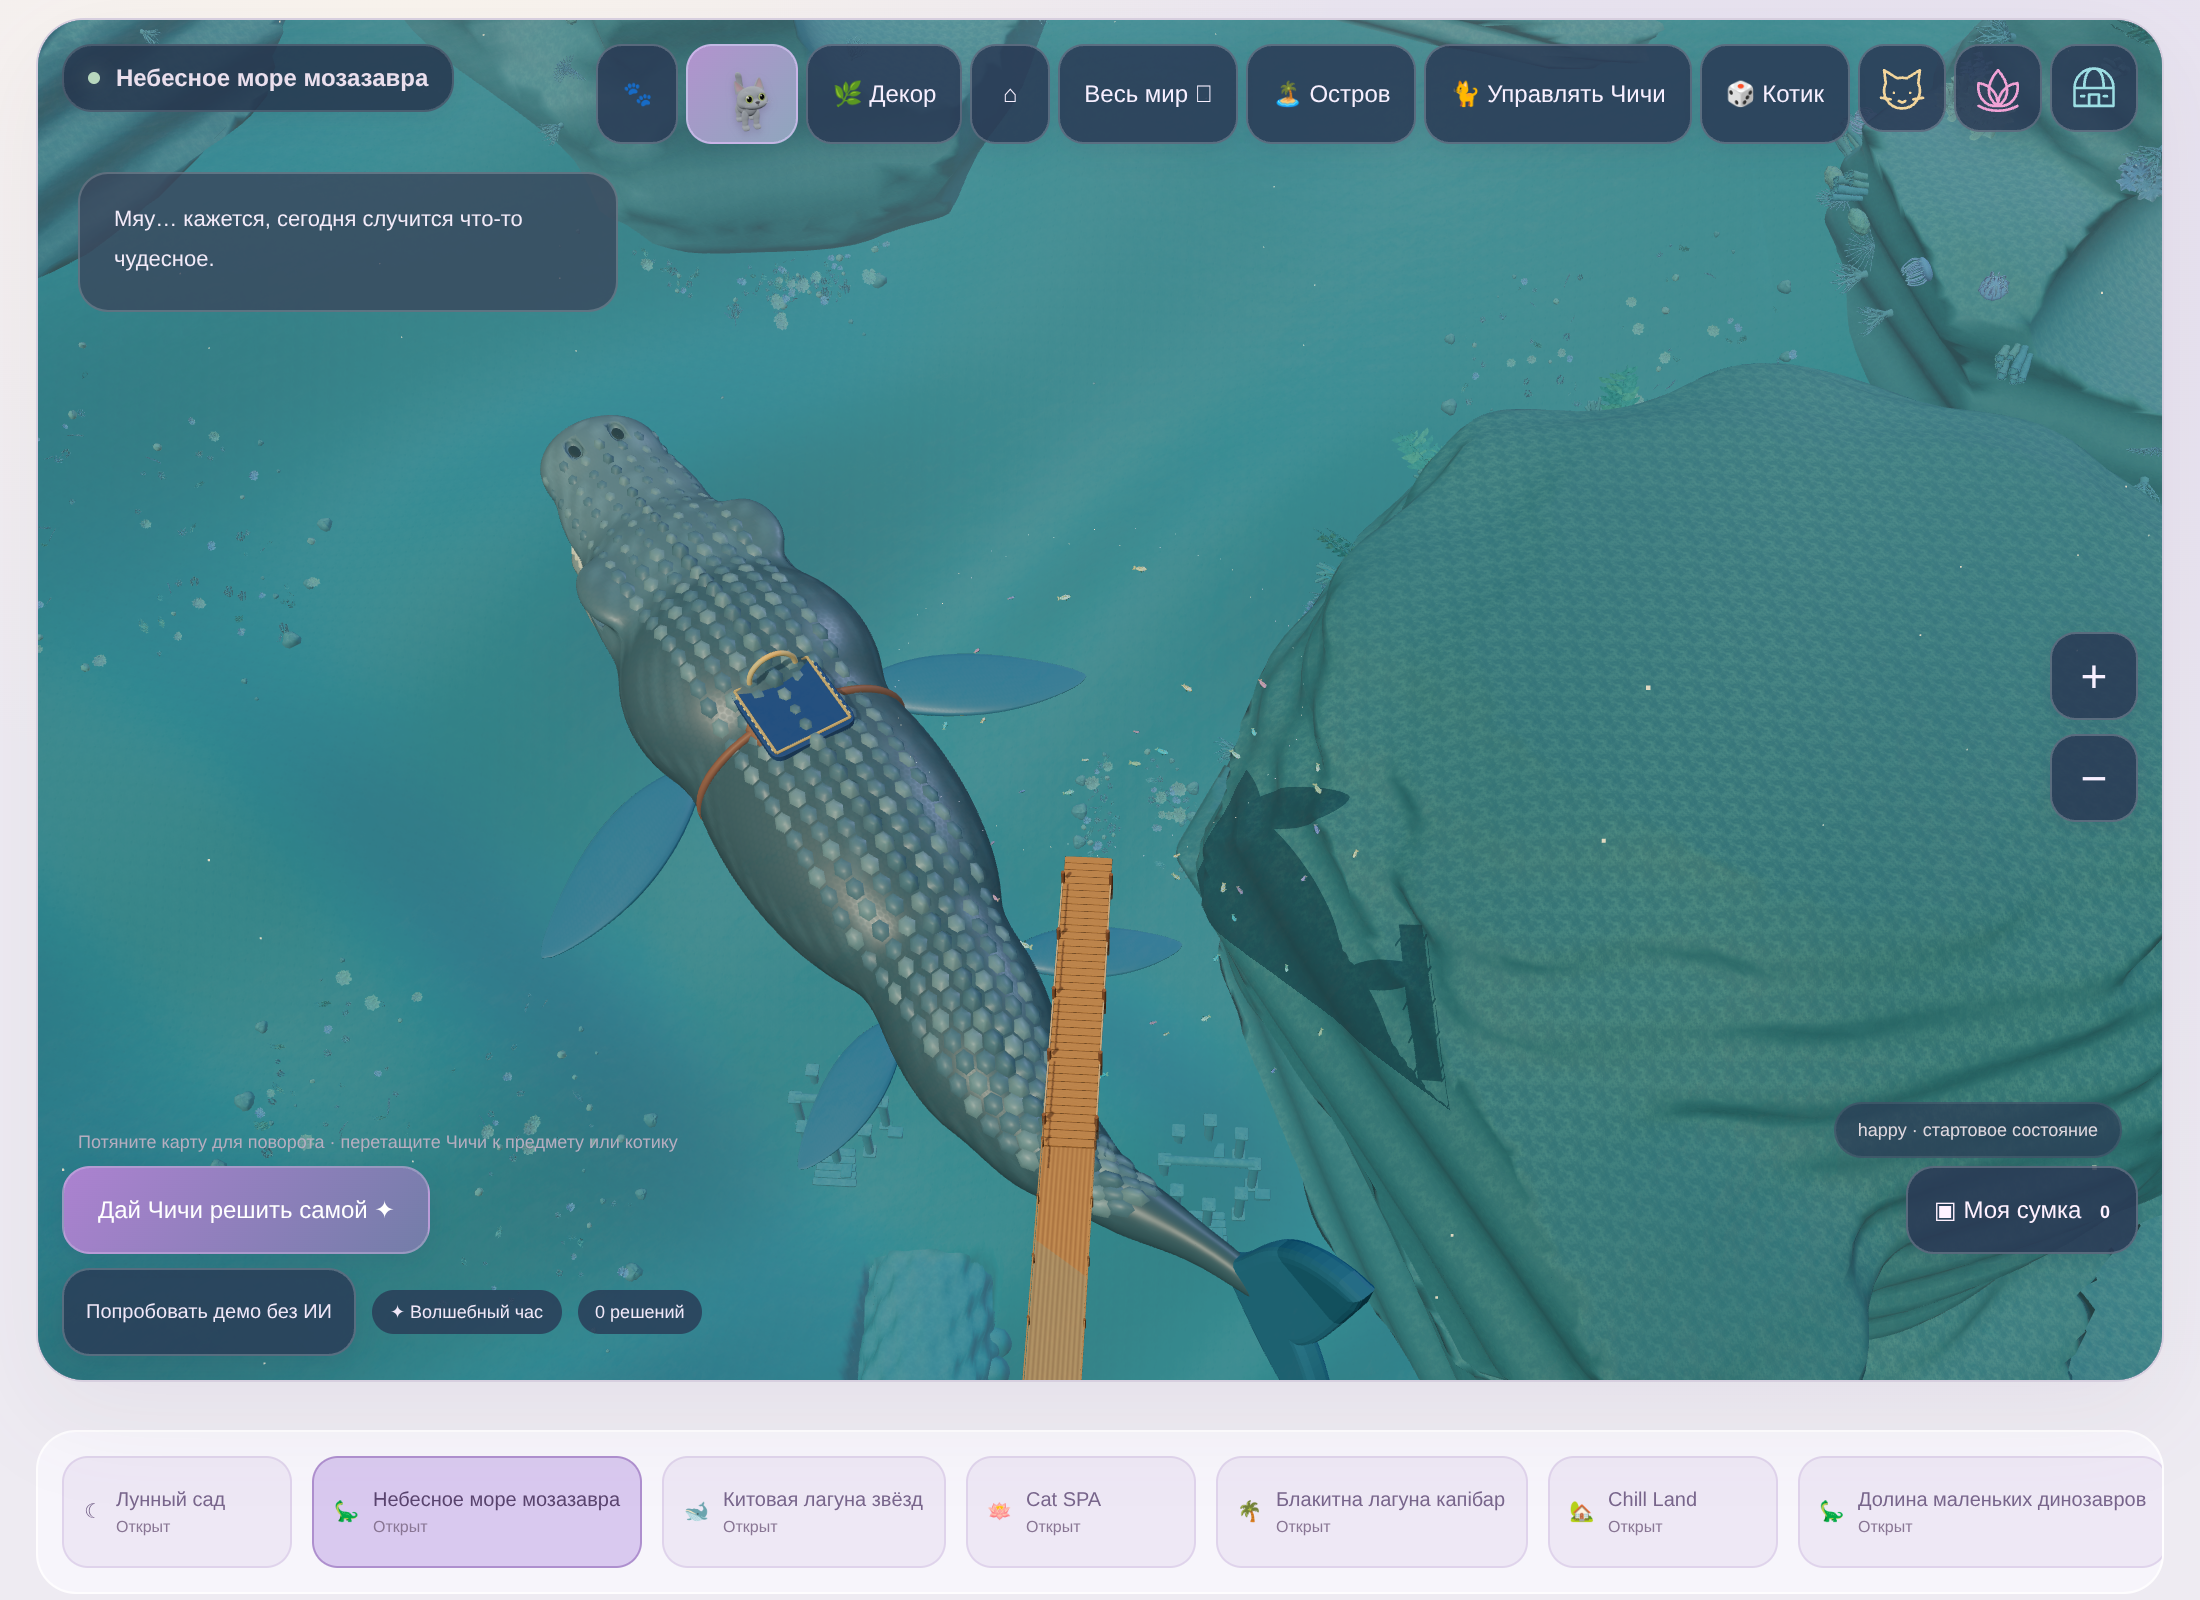 Небесное море мозазавра
🌿 Декор
Весь мир
🏝️ Остров
🐈 Управлять Чичи
🎲 Котик
Мяу… кажется, сегодня случится что-то
чудесное.
+
−
Потяните карту для поворота · перетащите Чичи к предмету или котику
happy · стартовое состояние
Дай Чичи решить самой ✦
▣ Моя сумка 0
Попробовать демо без ИИ
✦ Волшебный час
0 решений
Лунный сад
Открыт
Небесное море мозазавра
Открыт
Китовая лагуна звёзд
Открыт
Cat SPA
Открыт
Блакитна лагуна капібар
Открыт
Chill Land
Открыт
Долина маленьких динозавров
Открыт